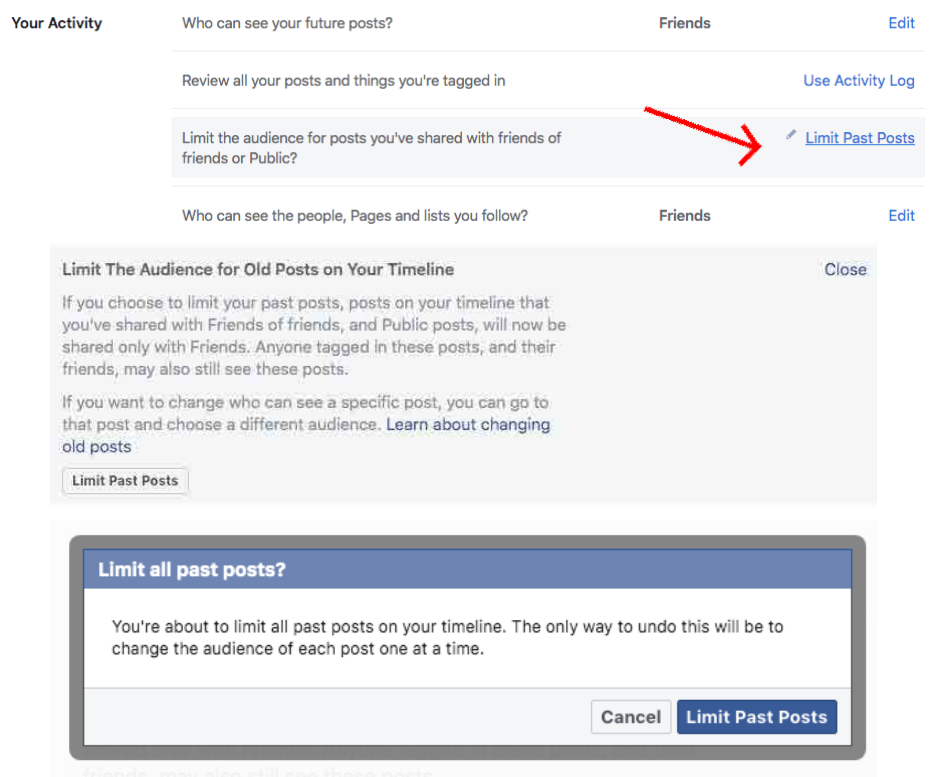 Your Activity Who can see your future posts? Friends Edit
Review all your posts and things you're tagged in Use Activity Log
Limit the audience for posts you've shared with friends of
friends or Public? Limit Past Posts
Who can see the people, Pages and lists you follow? Friends Edit
Limit The Audience for Old Posts on Your Timeline Close
If you choose to limit your past posts, posts on your timeline that
you've shared with Friends of friends, and Public posts, will now be
shared only with Friends. Anyone tagged in these posts, and their
friends, may also still see these posts.
If you want to change who can see a specific post, you can go to
that post and choose a different audience. Learn about changing
old posts
Limit Past Posts
Limit all past posts?
You're about to limit all past posts on your timeline. The only way to undo this will be to
change the audience of each post one at a time.
Cancel Limit Past Posts
friends, may also still see these posts.